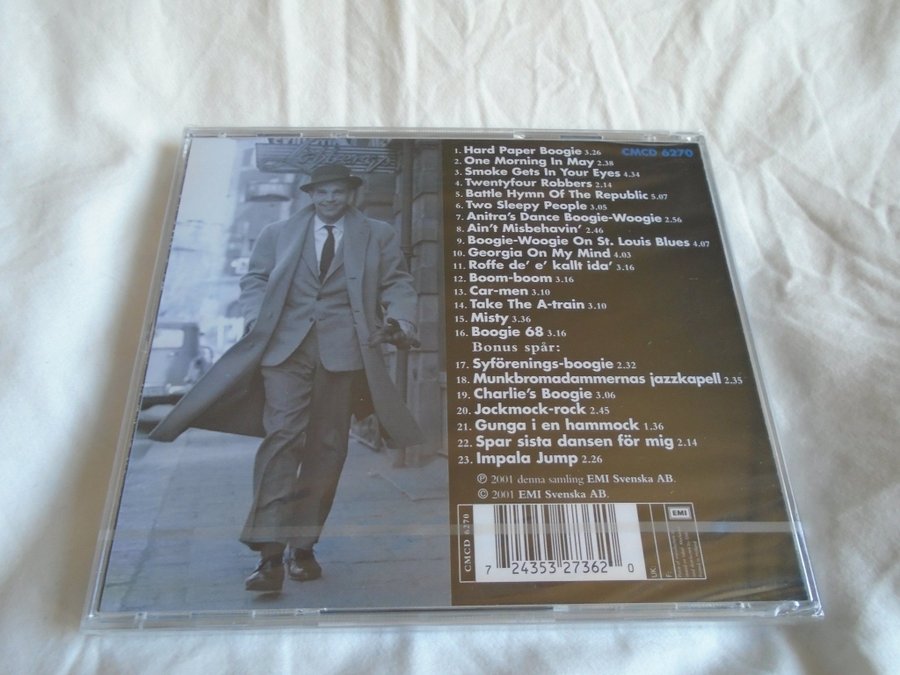 CMCD 6270
1. Hard Paper Boogie 3.26
2. One Morning In May 2.38
3. Smoke Gets In Your Eyes 4.34
4. Twentyfour Robbers 2.14
5. Battle Hymn Of The Republic 5.07
6. Two Sleepy People 3.05
7. Anitra's Dance Boogie-Woogie 2.56
8. Ain't Misbehavin' 2.46
9. Boogie-Woogie On St. Louis Blues 4.07
10. Georgia On My Mind 4.03
11. Roffe de' e' kallt ida' 3.16
12. Boom-boom 3.16
13. Car-men 3.10
14. Take The A-train 3.10
15. Misty 3.36
16. Boogie 68 3.16
Bonus spår:
17. Syförenings-boogie 2.32
18. Munkbromadammernas jazzkapell 2.35
19. Charlie's Boogie 3.06
20. Jockmock-rock 2.45
21. Gunga i en hammock 1.36
22. Spar sista dansen för mig 2.14
23. Impala Jump 2.26
℗ 2001 denna samling EMI Svenska AB.
© 2001 EMI Svenska AB.
CMCD 6270
7 24353 27362 0
UK:
F:
EMI